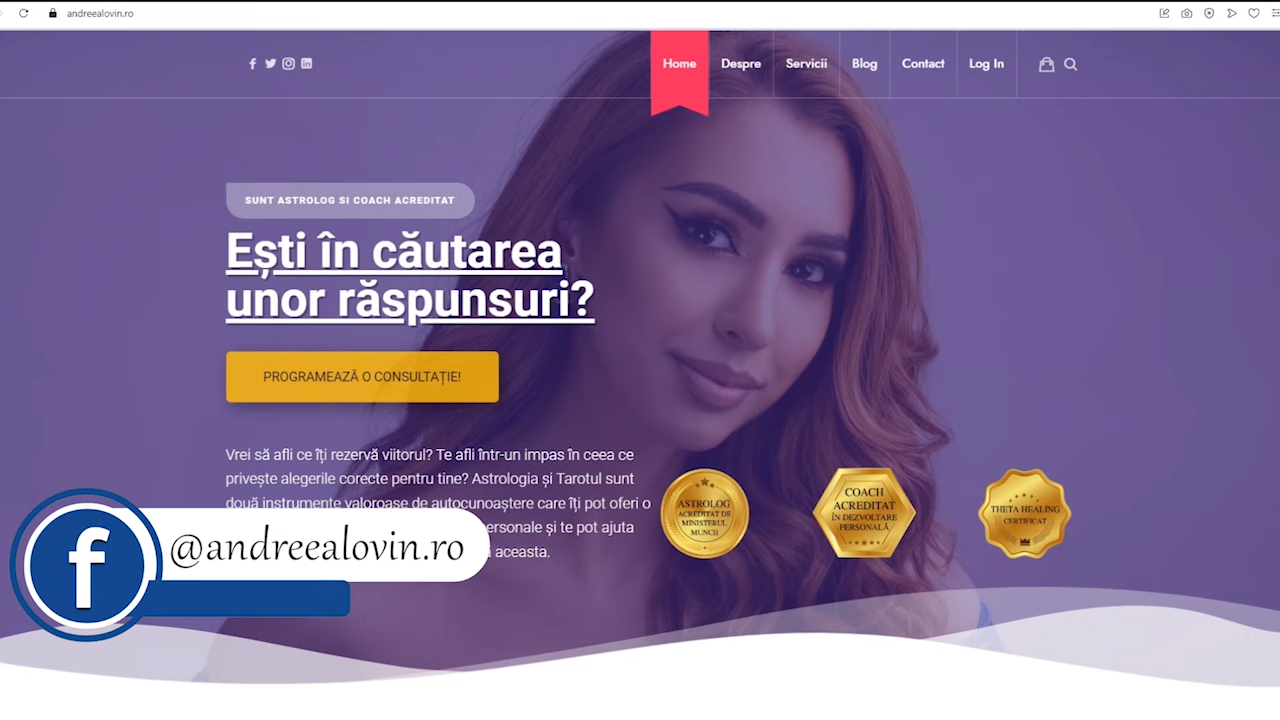 andreealovin.ro
Home Despre Servicii Blog Contact Log In
SUNT ASTROLOG SI COACH ACREDITAT
Ești în căutarea
unor răspunsuri?
PROGRAMEAZĂ O CONSULTAȚIE!
Vrei să afli ce îți rezervă viitorul? Te afli într-un impas în ceea ce
privește alegerile corecte pentru tine? Astrologia și Tarotul sunt
două instrumente valoroase de autocunoaștere care îți pot oferi o
personale și te pot ajuta
aceasta.
ASTROLOG
ACREDITAT DE
MINISTERUL
MUNCII
COACH
ACREDITAT
ÎN DEZVOLTARE
PERSONALĂ
THETA HEALING
CERTIFICAT
f
@andreealovin.ro